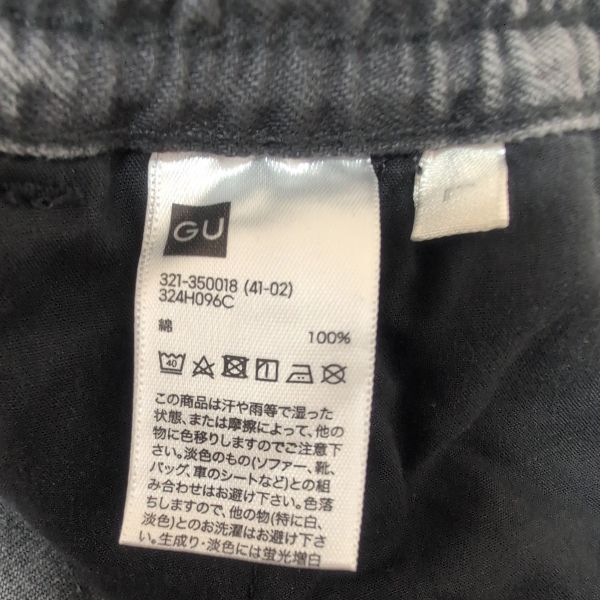 GU
321-350018 (41-02)
324H096C
綿 100%
40
この商品は汗や雨等で湿った
状態、または摩擦によって、他の
物に色移りしますのでご注意下
さい。淡色のもの(ソファー、靴、
バッグ、車のシートなど)との組
み合わせはお避け下さい。色落
ちしますので、他の物(特に白、
淡色)とのお洗濯はお避け下さ
い。生成り・淡色には蛍光増白